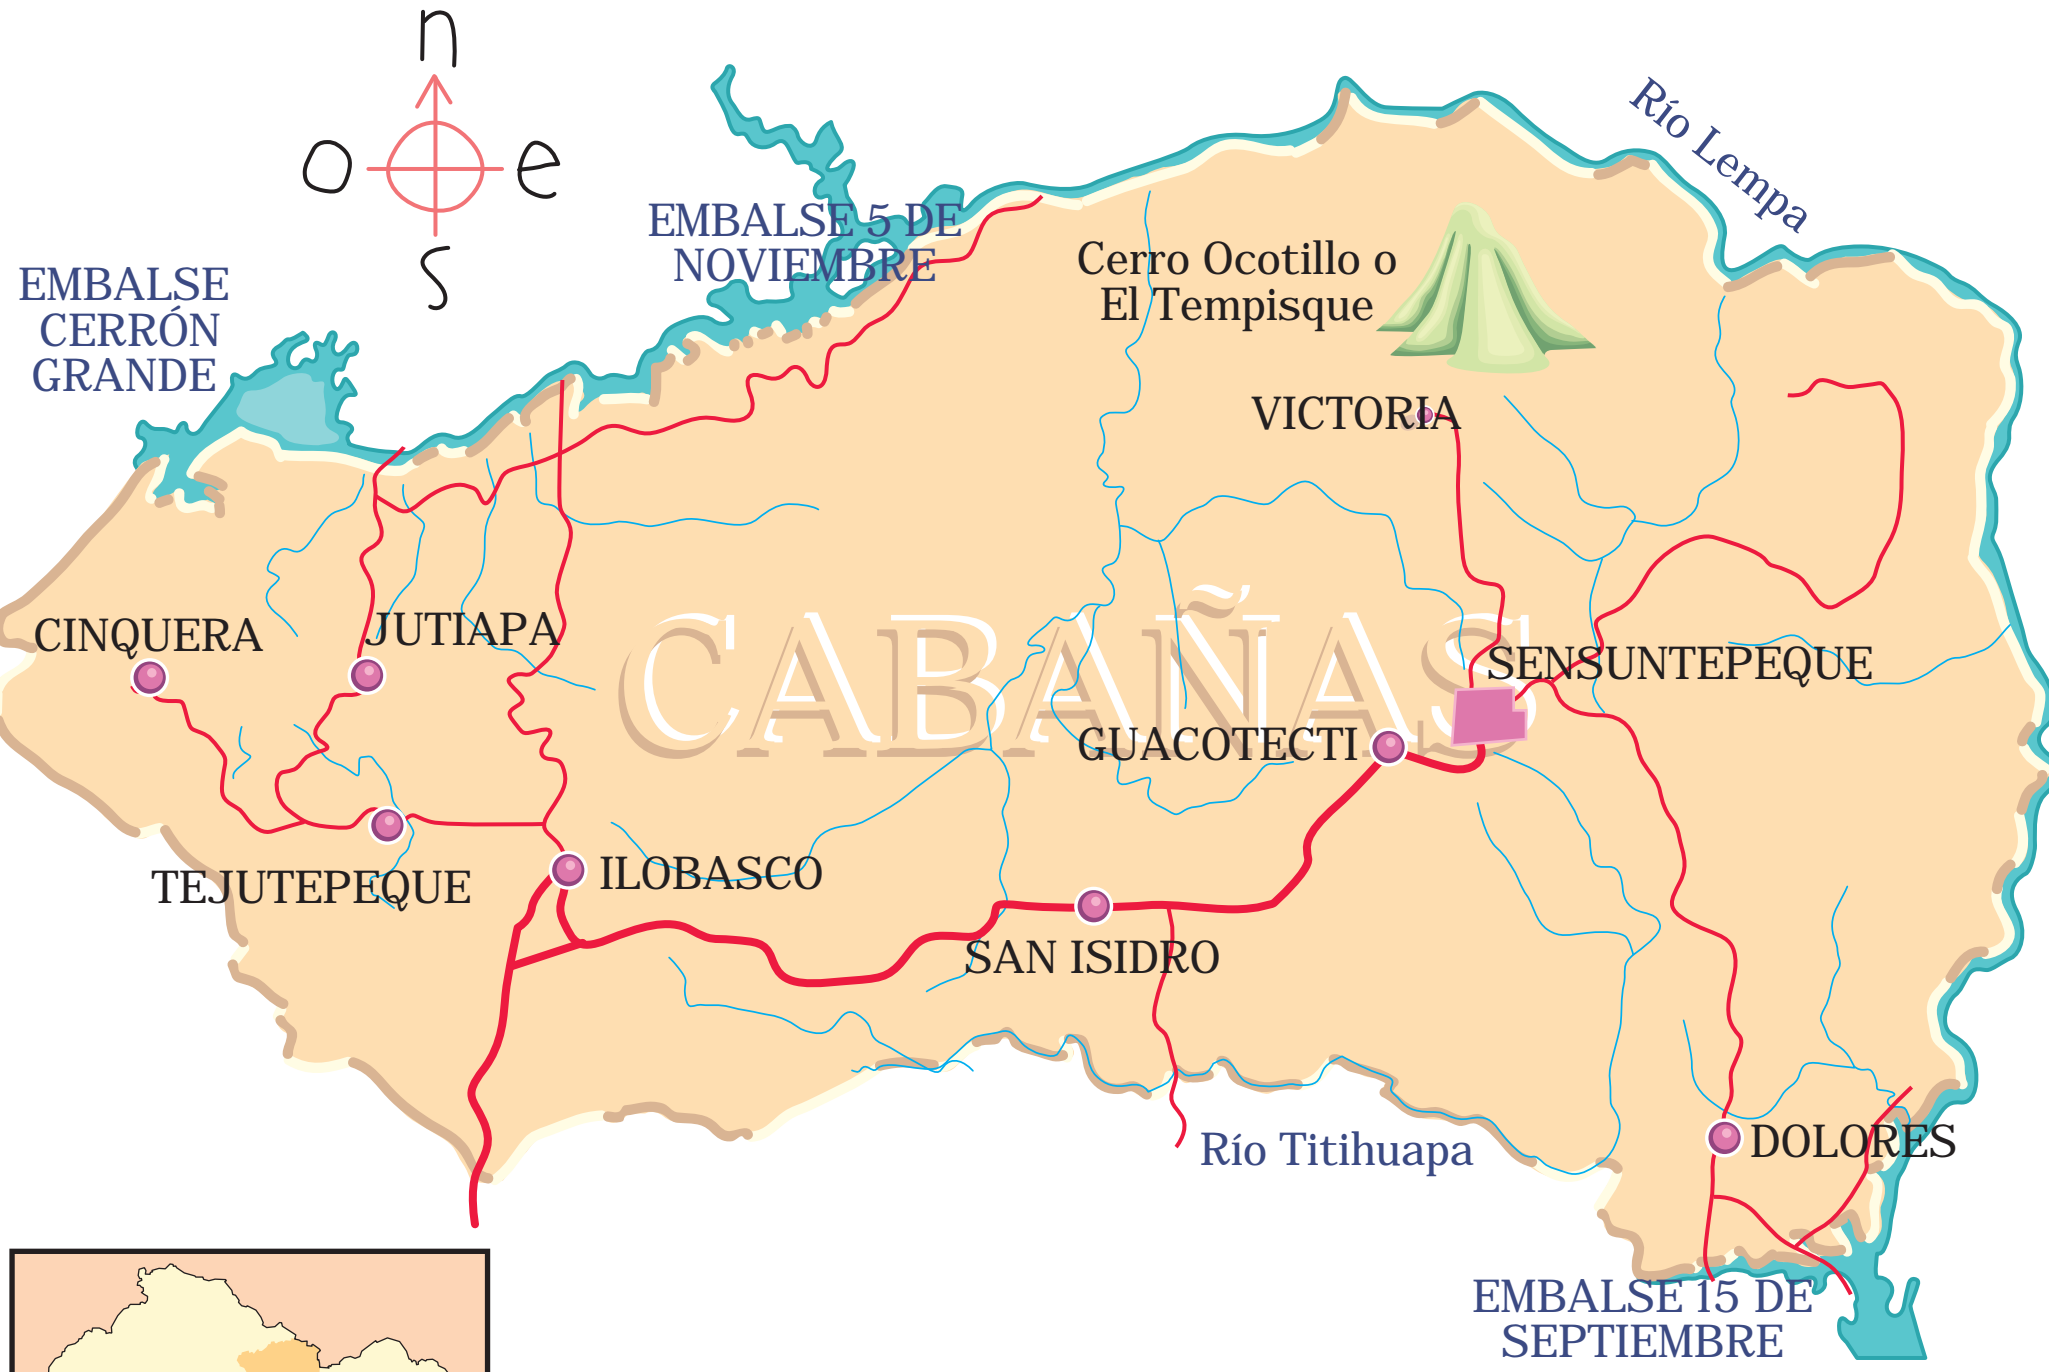 n
o
e
s
EMBALSE 5 DE
NOVIEMBRE
Río Lempa
EMBALSE
CERRÓN
GRANDE
Cerro Ocotillo o
El Tempisque
VICTORIA
CINQUERA
JUTIAPA
CABAÑAS
SENSUNTEPEQUE
GUACOTECTI
TEJUTEPEQUE
ILOBASCO
SAN ISIDRO
Río Titihuapa
DOLORES
EMBALSE 15 DE
SEPTIEMBRE